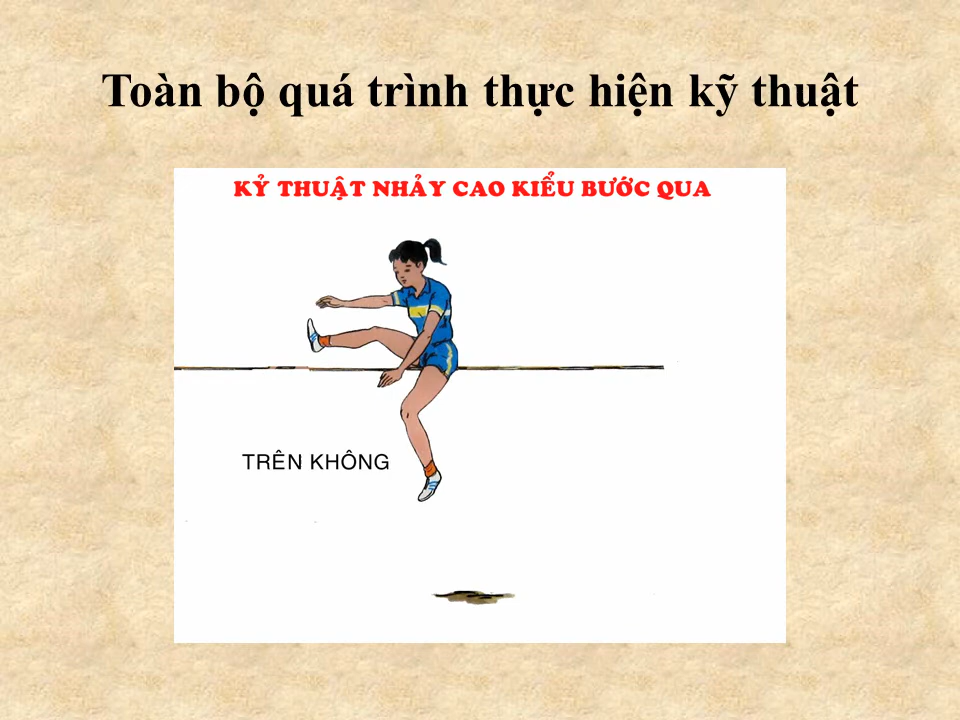 Toàn bộ quá trình thực hiện kỹ thuật
KỶ THUẬT NHẢY CAO KIỂU BƯỚC QUA
TRÊN KHÔNG